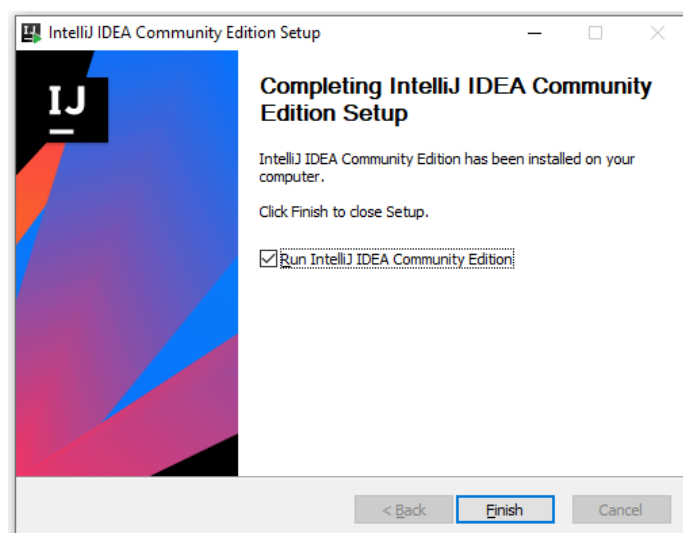 IntelliJ IDEA Community Edition Setup
IJ
Completing IntelliJ IDEA Community
Edition Setup
IntelliJ IDEA Community Edition has been installed on your
computer.
Click Finish to close Setup.
Run IntelliJ IDEA Community Edition
< Back Finish Cancel